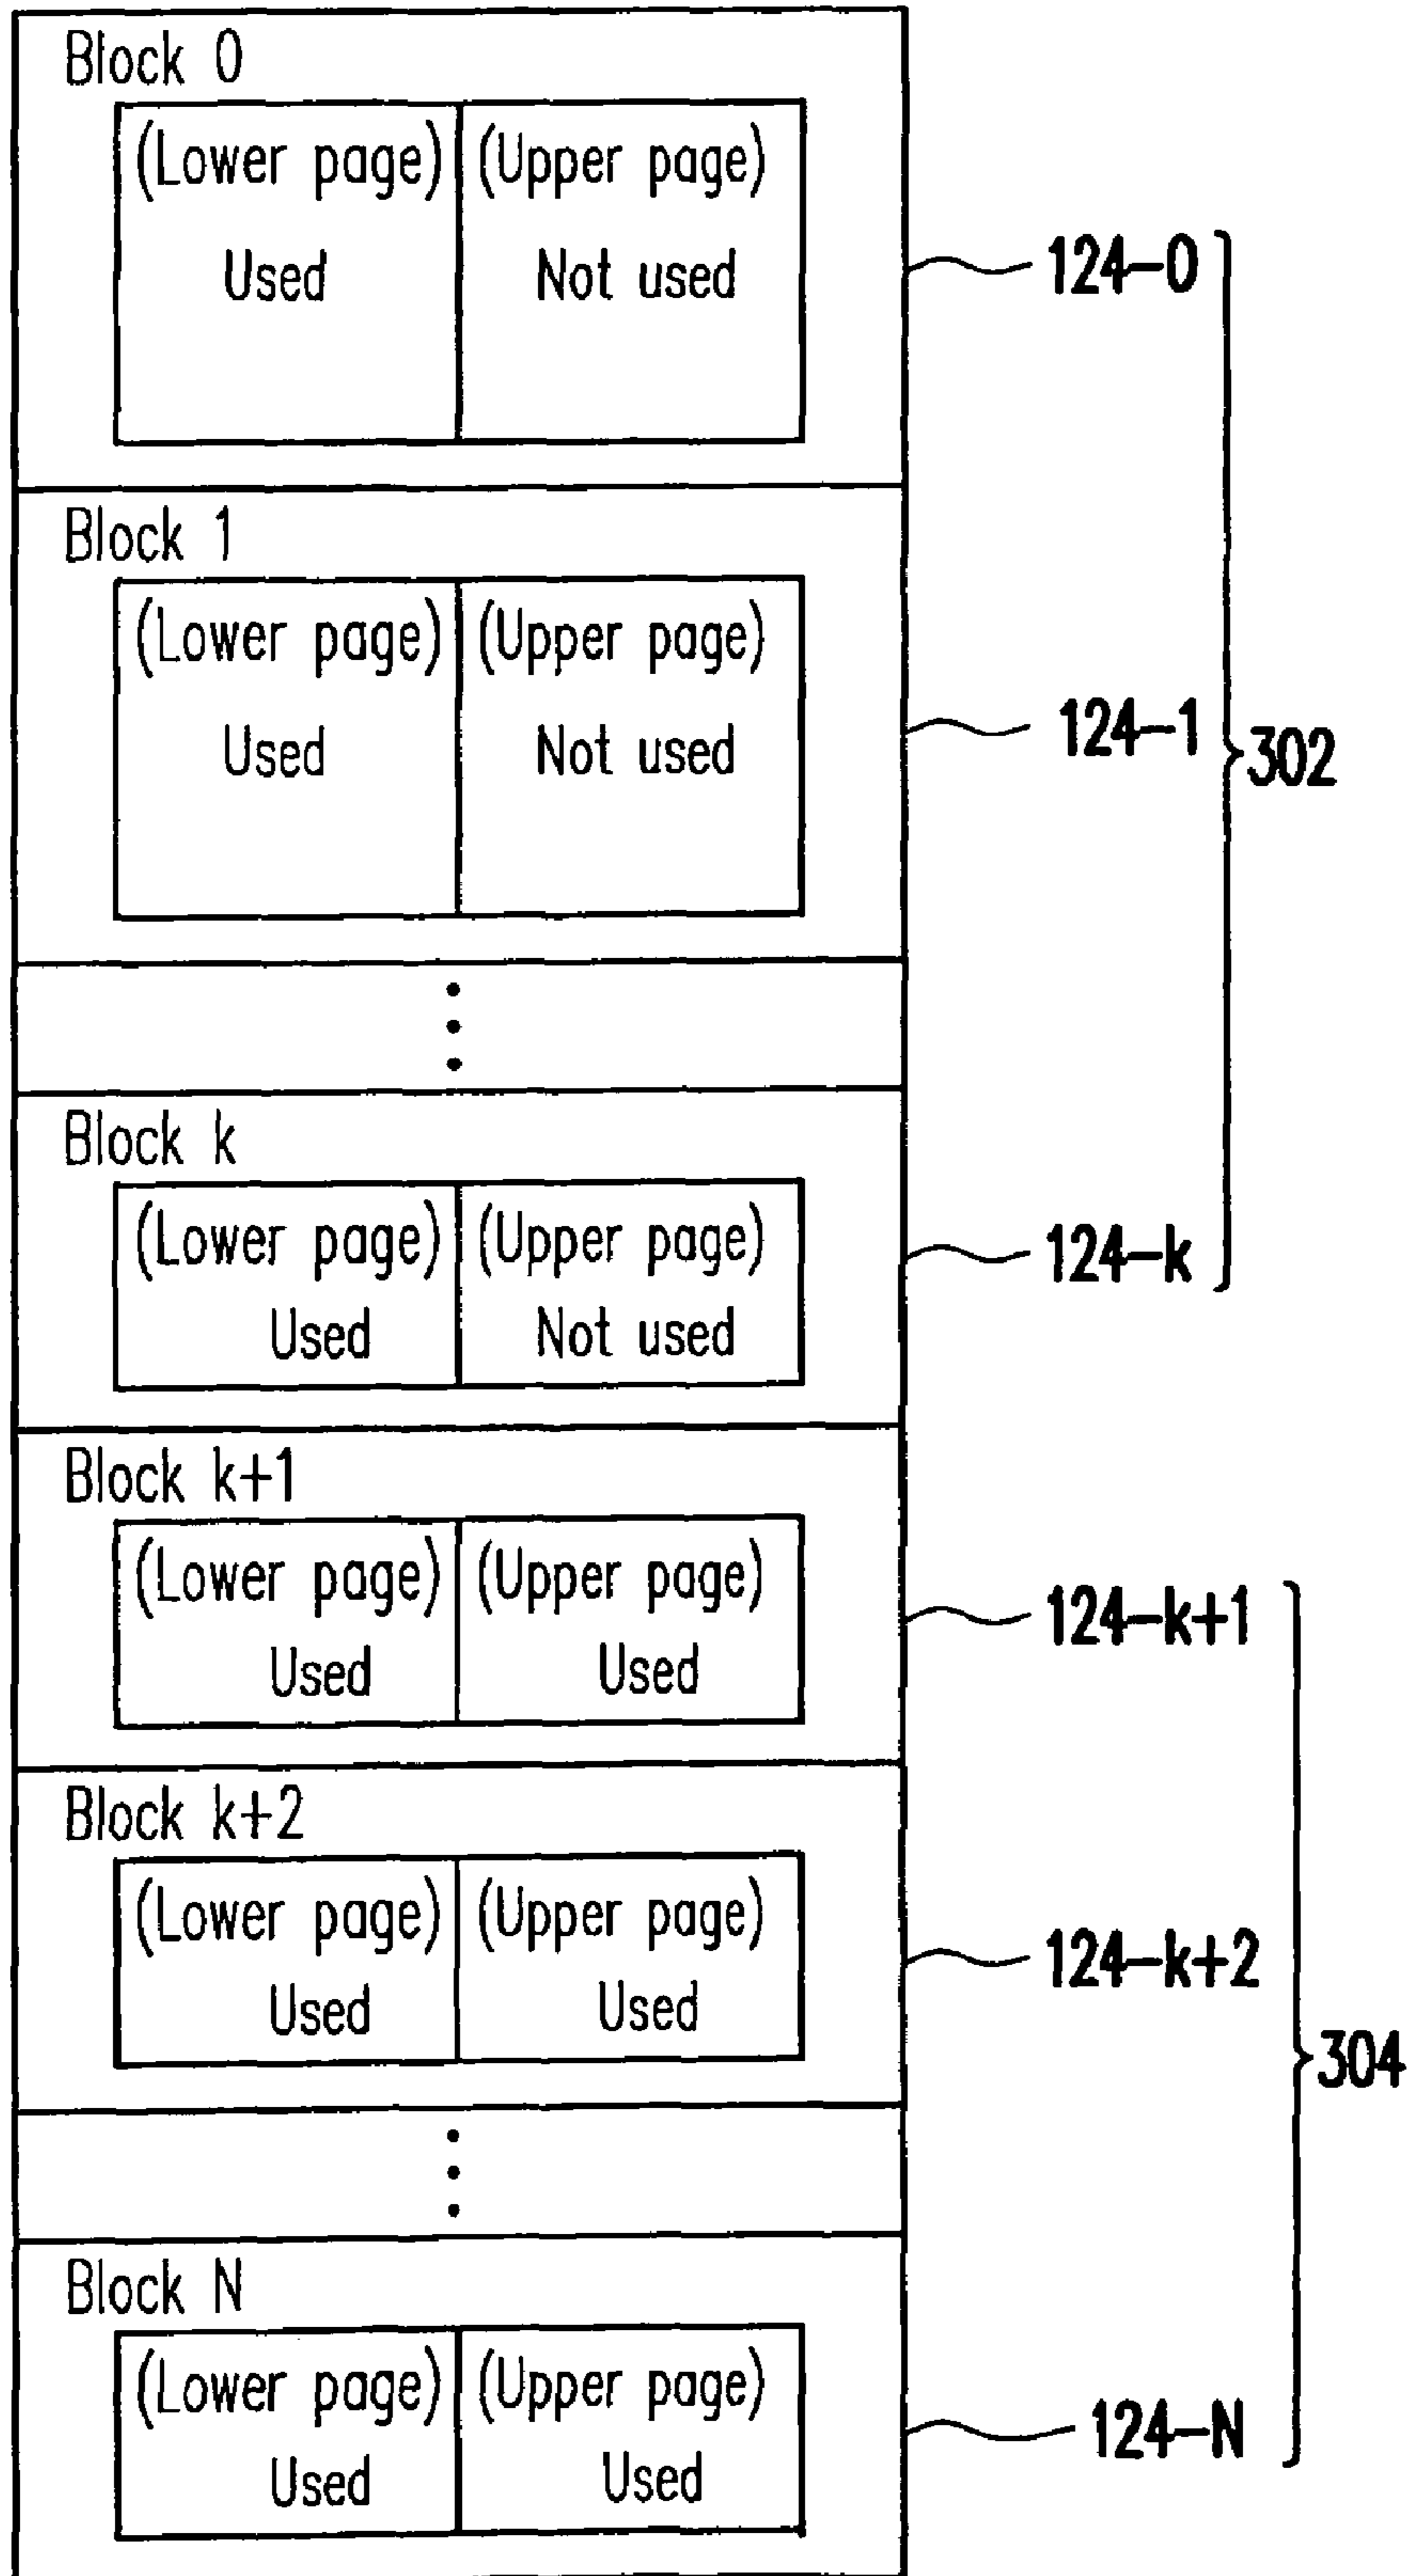 Block 0
(Lower page) (Upper page)
Used Not used
124-0
Block 1
(Lower page) (Upper page)
Used Not used
124-1
302
Block k
(Lower page) (Upper page)
Used Not used
124-k
Block k+1
(Lower page) (Upper page)
Used Used
124-k+1
Block k+2
(Lower page) (Upper page)
Used Used
124-k+2
304
Block N
(Lower page) (Upper page)
Used Used
124-N